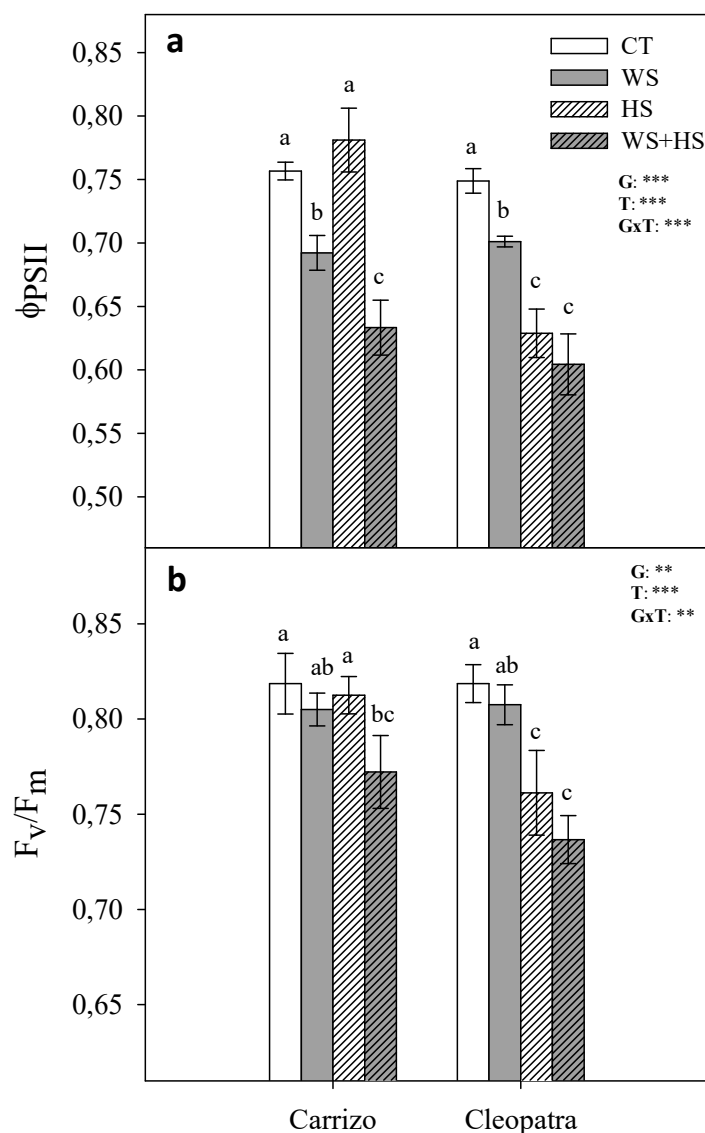 a
CT
WS
HS
WS+HS
G: ***
T: ***
GxT: ***
0,85
0,80
0,75
0,70
0,65
0,60
0,55
0,50
ϕPSII
a
b
a
c
a
b
c
c
b
G: **
T: ***
GxT: **
0,85
0,80
0,75
0,70
0,65
Fv/Fm
a
ab
a
bc
a
ab
c
c
Carrizo
Cleopatra